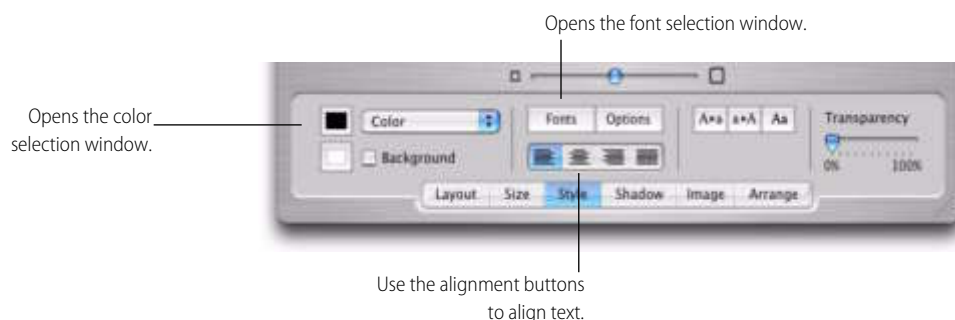 Opens the font selection window.
Opens the color
selection window.
Color
Fonts Options
A▸a a▸A Aa
Transparency
Background
0% 100%
Layout Size Style Shadow Image Arrange
Use the alignment buttons
to align text.